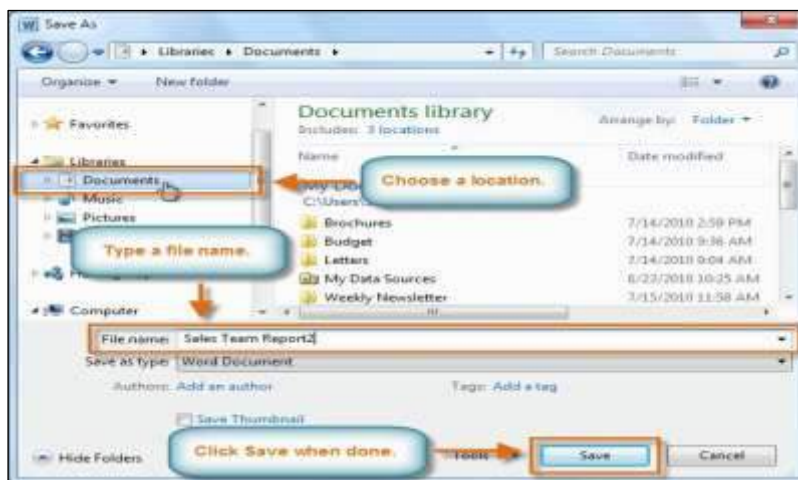 Save As
Libraries Documents Search Documents
Organize New folder
Favorites
Documents library
Includes: 3 locations
Arrange by: Folder
Libraries
Name Date modified
Documents
Choose a location.
Music
Pictures
Brochures 7/14/2010 2:59 PM
Budget 7/14/2010 9:36 AM
Type a file name.
Letters 7/14/2010 9:04 AM
My Data Sources 10:25 AM
Weekly Newsletter 7/15/2010 11:58 AM
Computer
File name: Sales Team Report2
Save as type: Word Document
Authors: Add an author Tags: Add a tag
Save Thumbnail
Click Save when done.
Hide Folders Tools Save Cancel